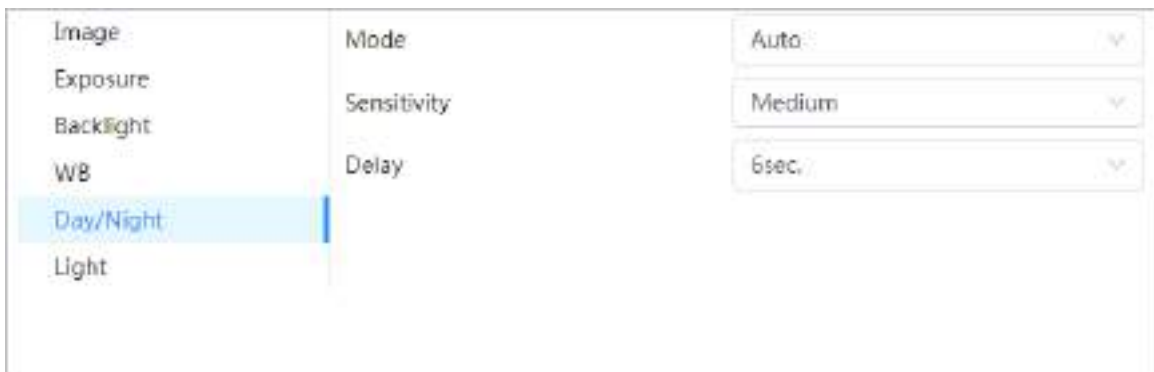 Image
Exposure
Backlight
WB
Day/Night
Light
Mode Auto
Sensitivity Medium
Delay 6sec.